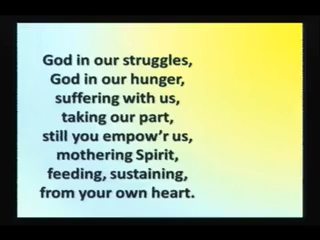 God in our struggles,
God in our hunger,
suffering with us,
taking our part,
still you empow'r us,
mothering Spirit,
feeding, sustaining,
from your own heart.